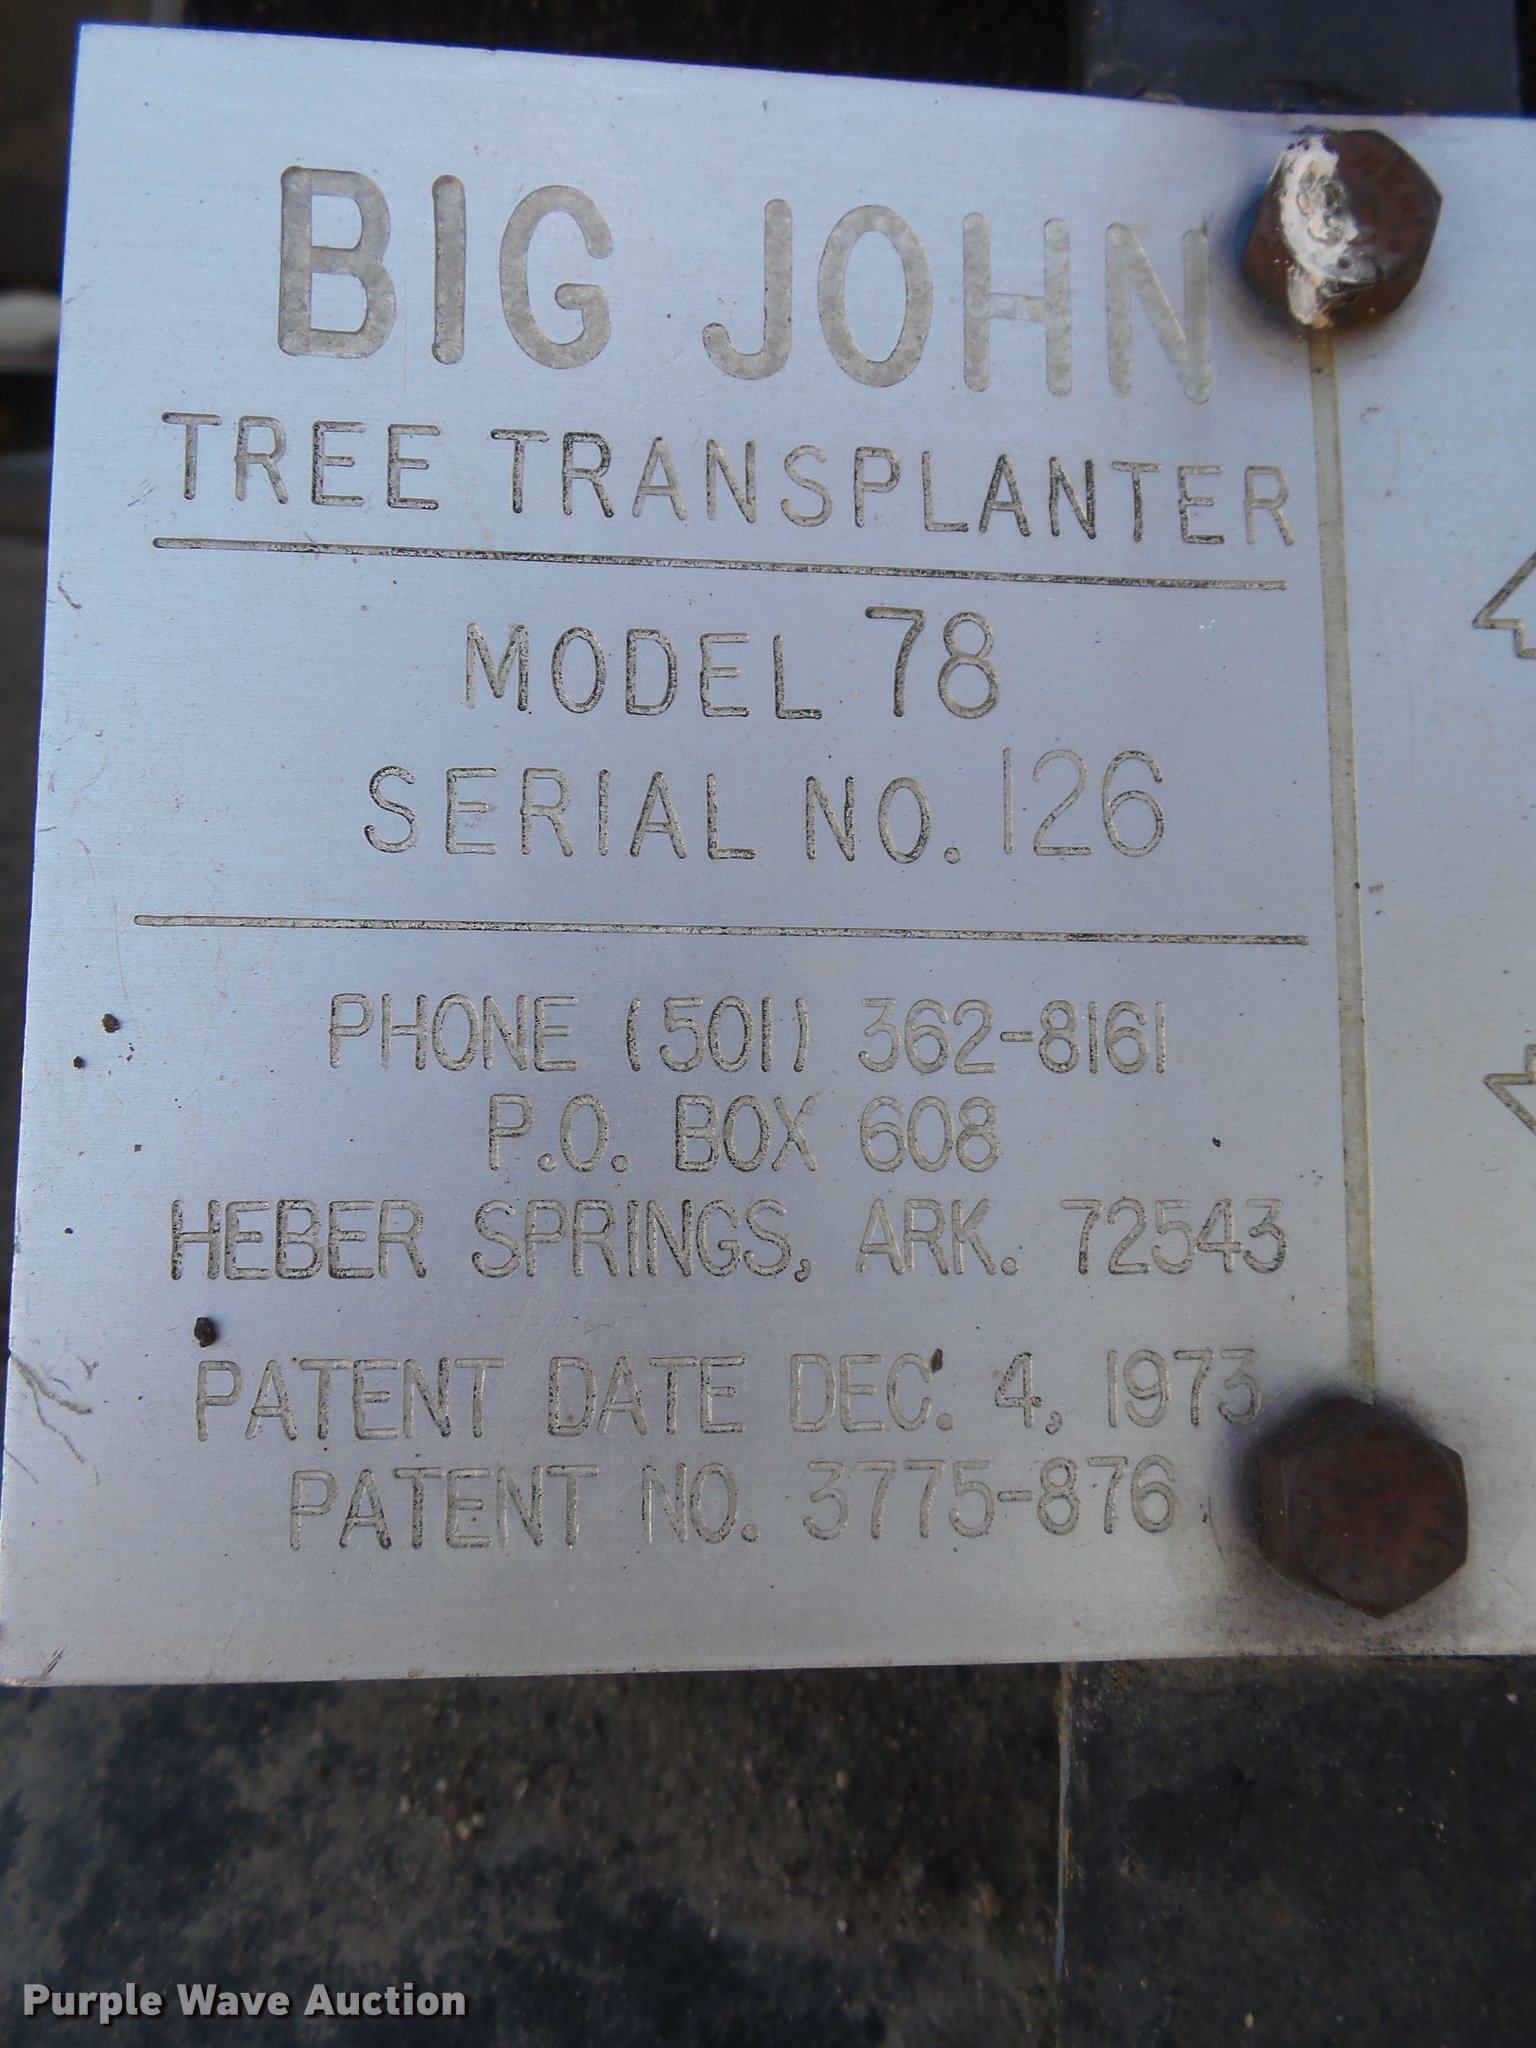 BIG JOHN
TREE TRANSPLANTER
MODEL 78
SERIAL NO. 126
PHONE (501) 362-8161
P.O. BOX 608
HEBER SPRINGS, ARK. 72543
PATENT DATE DEC. 4, 1973
PATENT NO. 3775-876
Purple Wave Auction